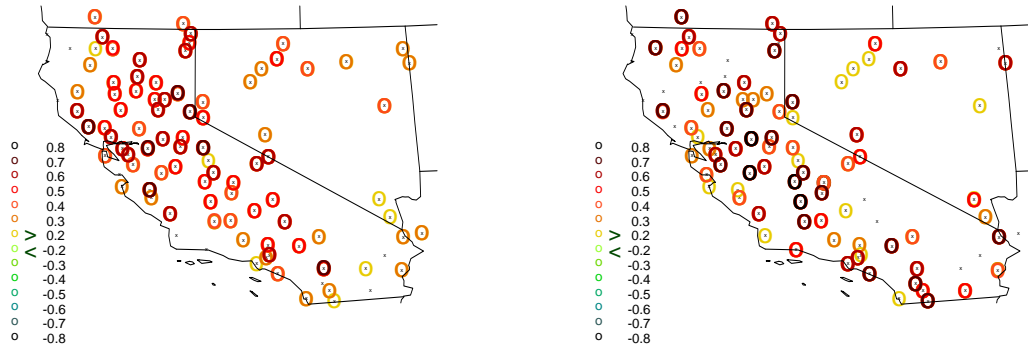 o 0.8 o 0.8
o 0.7 o 0.7
o 0.6 o 0.6
o 0.5 o 0.5
o 0.4 o 0.4
o 0.3 o 0.3
o > 0.2 o > 0.2
o < -0.2 o < -0.2
o -0.3 o -0.3
o -0.4 o -0.4
o -0.5 o -0.5
o -0.6 o -0.6
o -0.7 o -0.7
o -0.8 o -0.8